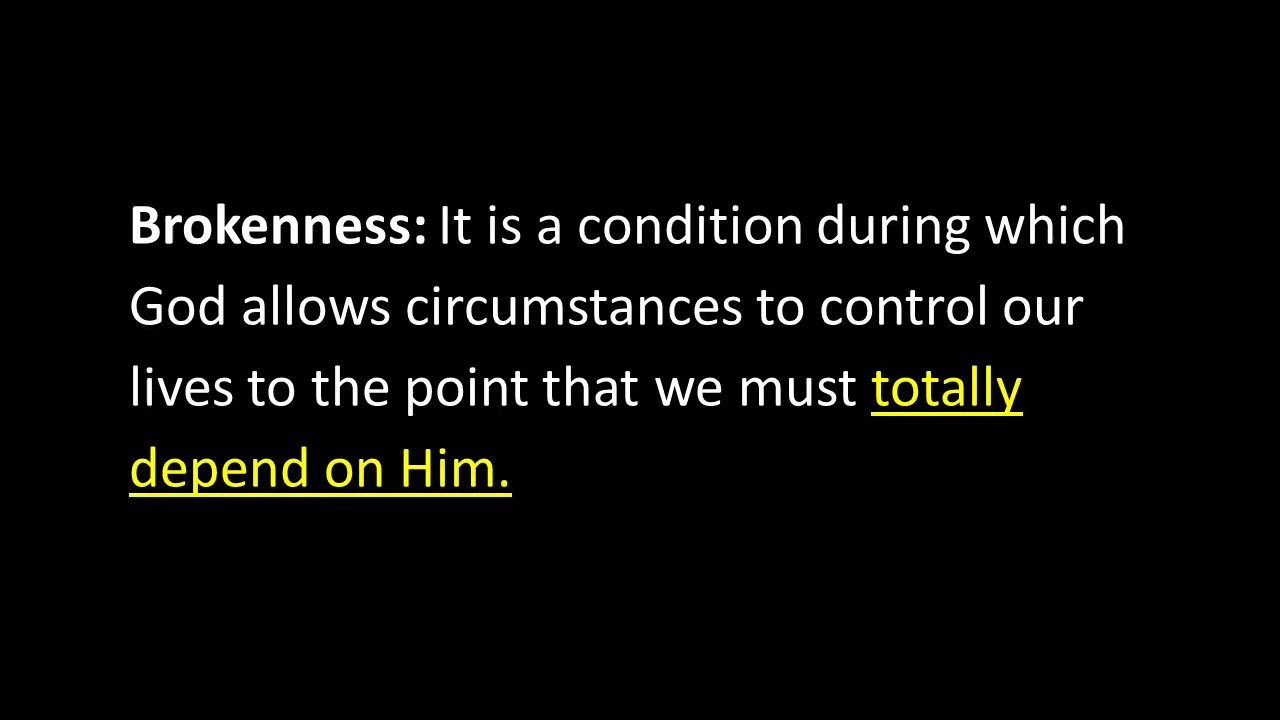 Brokenness: It is a condition during which
God allows circumstances to control our
lives to the point that we must totally
depend on Him.